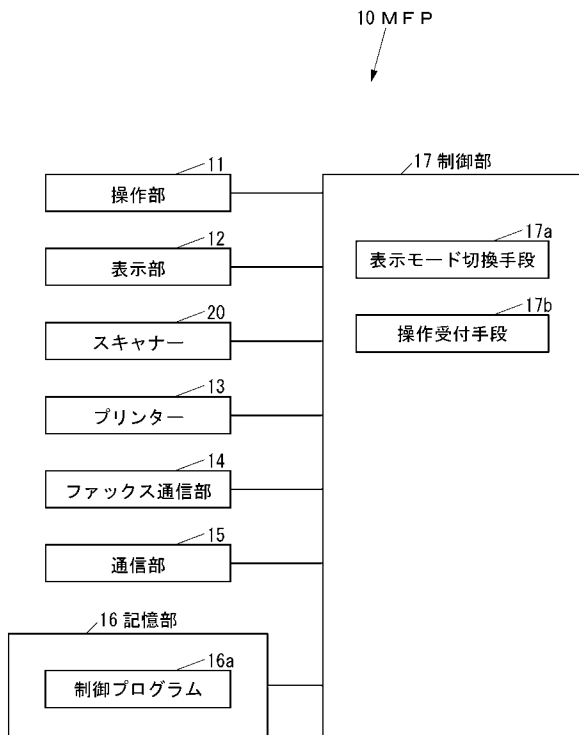 10 MFP
11
操作部
12
表示部
20
スキャナー
13
プリンター
14
ファックス通信部
15
通信部
16 記憶部
16a
制御プログラム
17 制御部
17a
表示モード切換手段
17b
操作受付手段